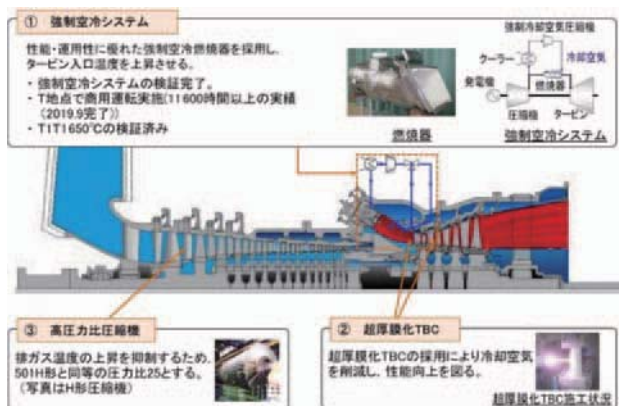 ① 強制空冷システム
性能・運用性に優れた強制空冷燃焼器を採用し,
タービン入口温度を上昇させる。
・ 強制空冷システムの検証完了。
・ T地点で商用運転実施(11600時間以上の実績
(2019.9完了))
・ T1T1650℃の検証済み
燃焼器
強制冷却空気圧縮機
クーラー
冷却空気
発電機
燃焼器
圧縮機
タービン
強制空冷システム
③ 高圧力比圧縮機
排ガス温度の上昇を抑制するため,
501H形と同等の圧力比25とする。
(写真はH形圧縮機)
② 超厚膜化TBC
超厚膜化TBCの採用により冷却空気
を削減し, 性能向上を図る。
超厚膜化TBC施工状況